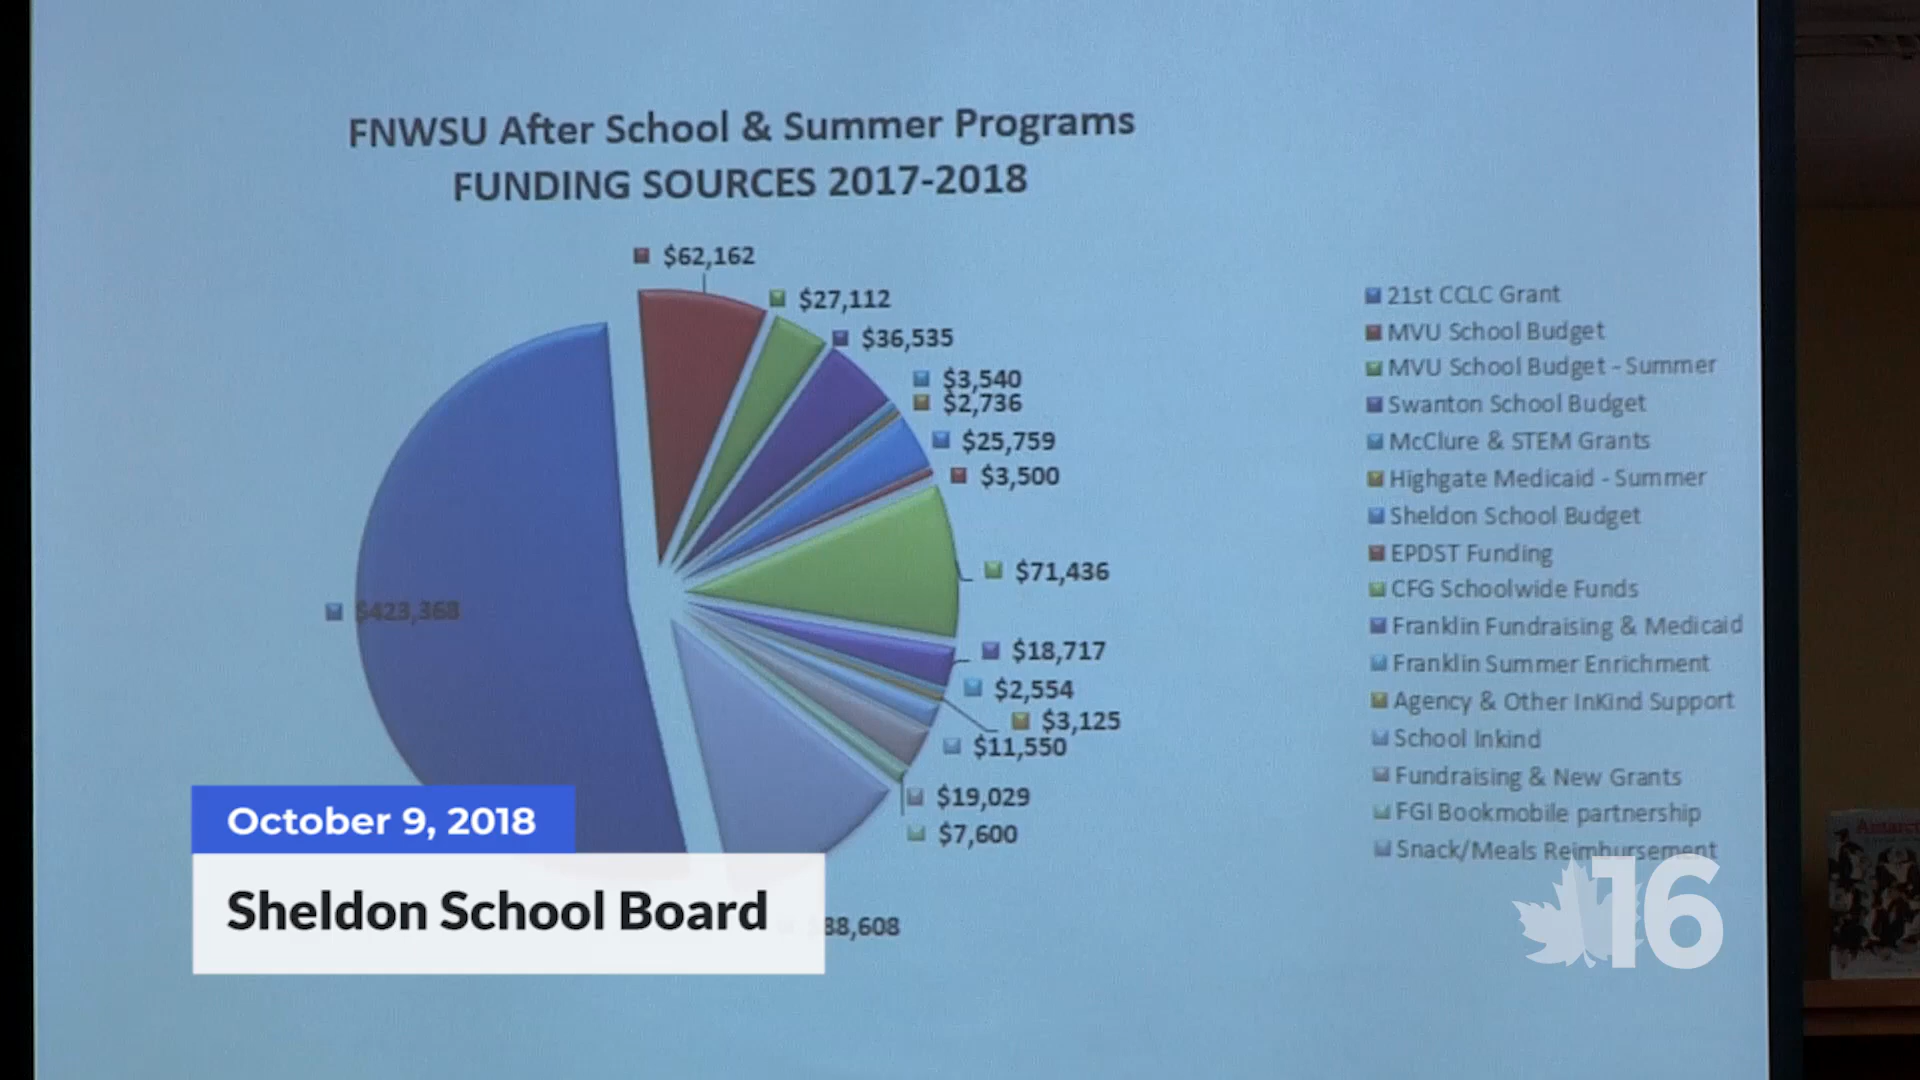 FNWSU After School & Summer Programs
FUNDING SOURCES 2017-2018
$62,162
$27,112
$36,535
$3,540
$2,736
$25,759
$3,500
$71,436
$18,717
$2,554
$3,125
$11,550
$19,029
$7,600
88,608
$423,368
21st CCLC Grant
MVU School Budget
MVU School Budget - Summer
Swanton School Budget
McClure & STEM Grants
Highgate Medicaid - Summer
Sheldon School Budget
EPDST Funding
CFG Schoolwide Funds
Franklin Fundraising & Medicaid
Franklin Summer Enrichment
Agency & Other InKind Support
School Inkind
Fundraising & New Grants
FGI Bookmobile partnership
Snack/Meals Reimbursement
October 9, 2018
Sheldon School Board
16